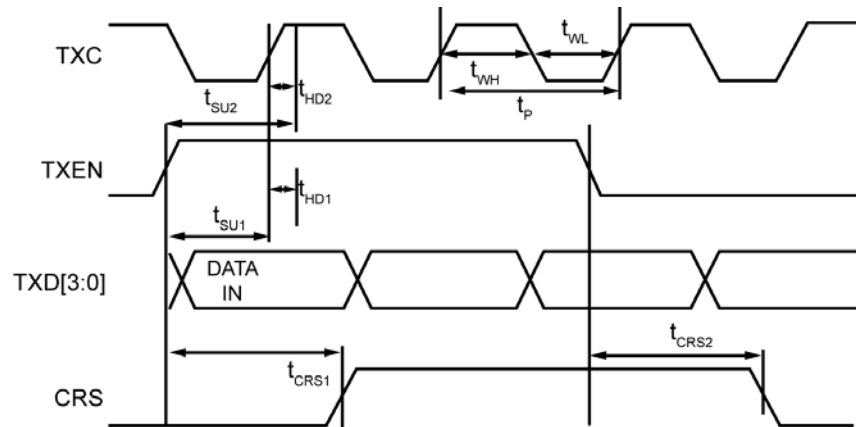 TXC
t_WL
t_WH
t_HD2
t_SU2
t_P
TXEN
t_HD1
t_SU1
TXD[3:0]
DATA
IN
t_CRS2
t_CRS1
CRS